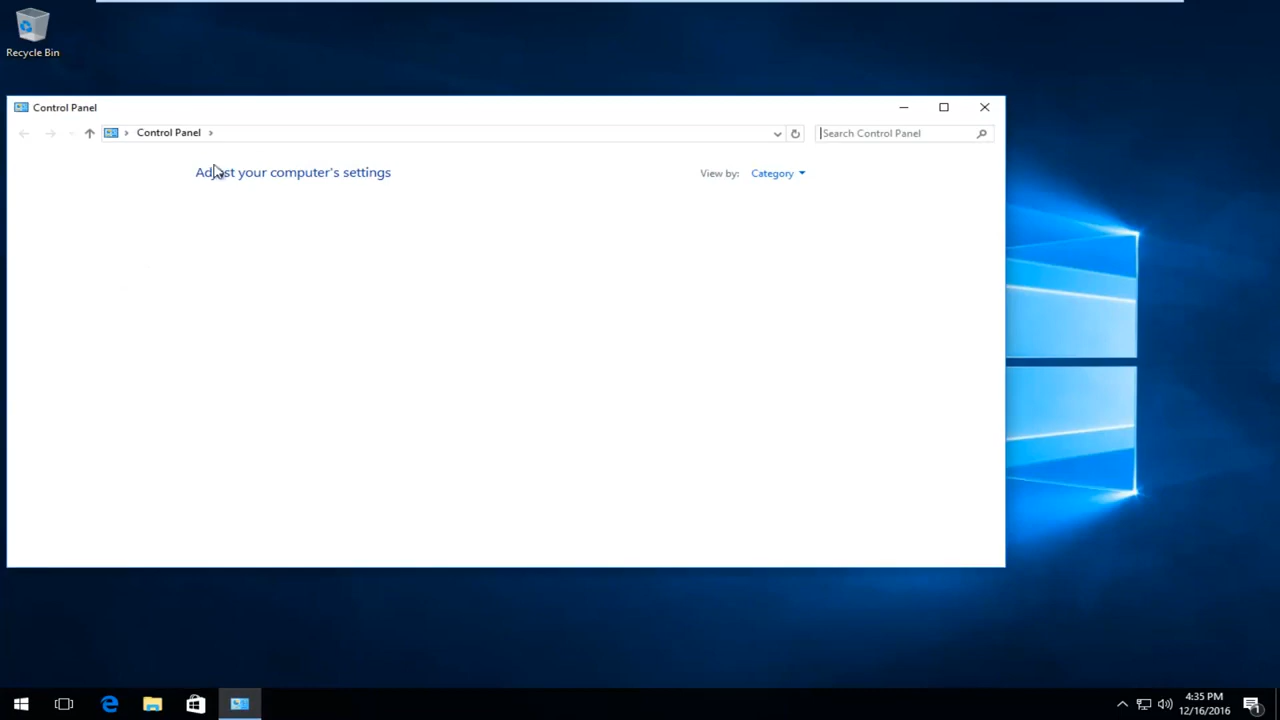 Recycle Bin
Control Panel
Control Panel
Search Control Panel
Adjust your computer's settings
View by: Category
4:35 PM
12/16/2016
1